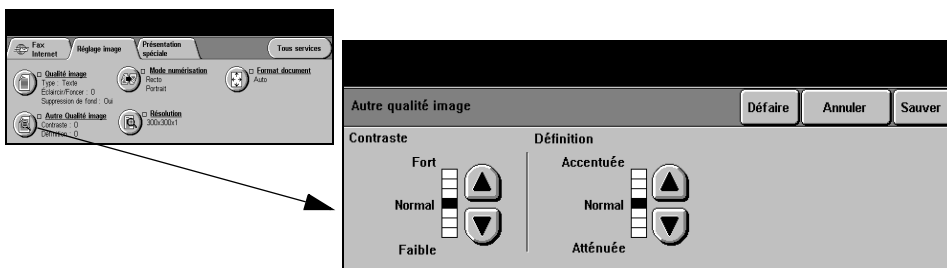 Fax
Internet
Réglage image
Présentation
spéciale
Tous services
Qualité image
Type : Texte
Eclaircir/Foncer : 0
Suppression de fond : Oui
Mode numérisation
Recto
Portrait
Format document
Auto
Autre Qualité image
Contraste : 0
Définition : 0
Résolution
300x300x1
Autre qualité image
Défaire
Annuler
Sauver
Contraste
Fort
Normal
Faible
Définition
Accentuée
Normal
Atténuée